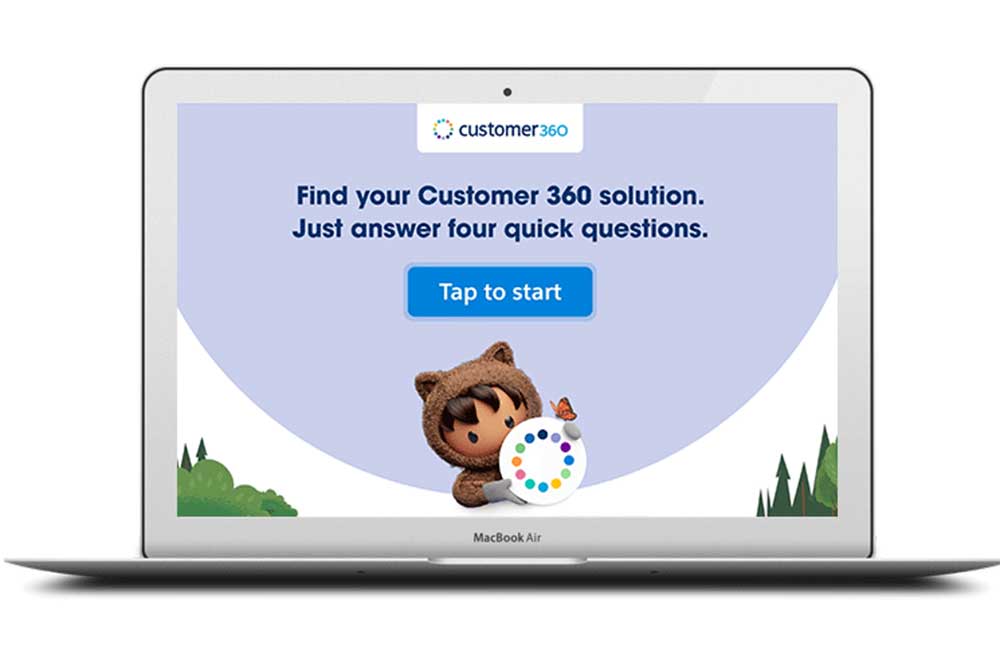 customer360
Find your Customer 360 solution.
Just answer four quick questions.
Tap to start
MacBook Air